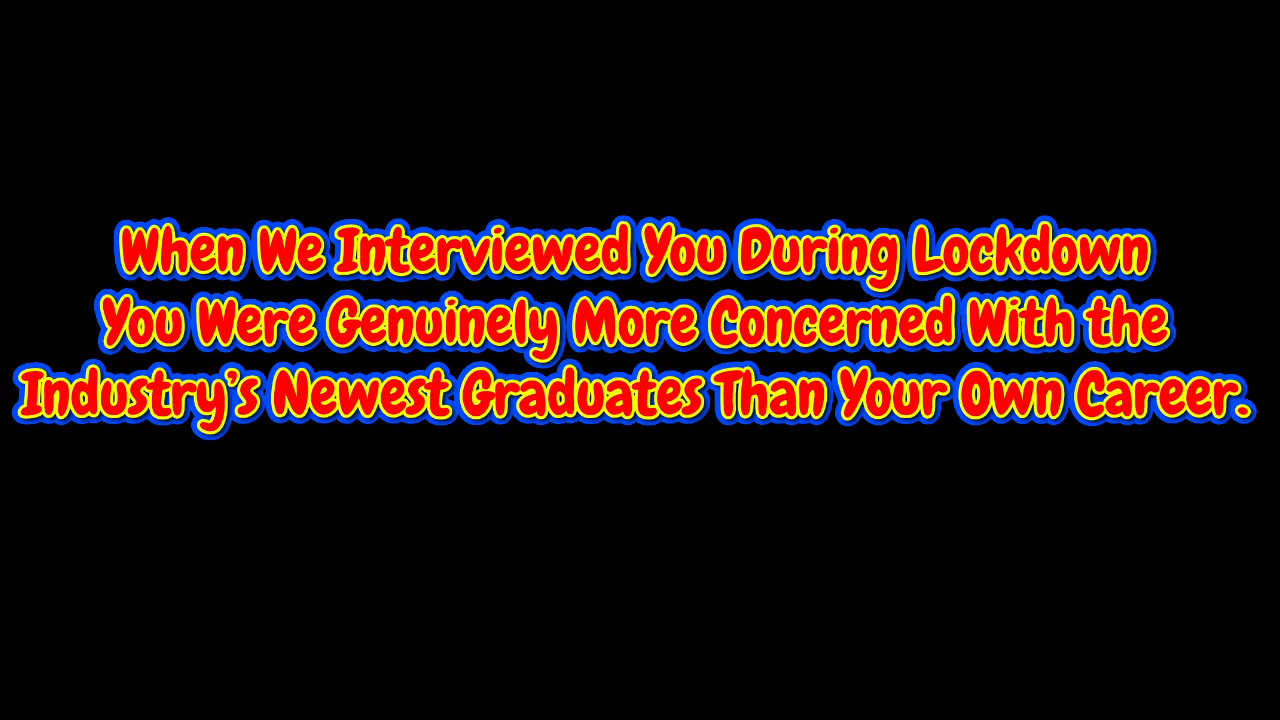 When We Interviewed You During Lockdown
You Were Genuinely More Concerned With the
Industry’s Newest Graduates Than Your Own Career.